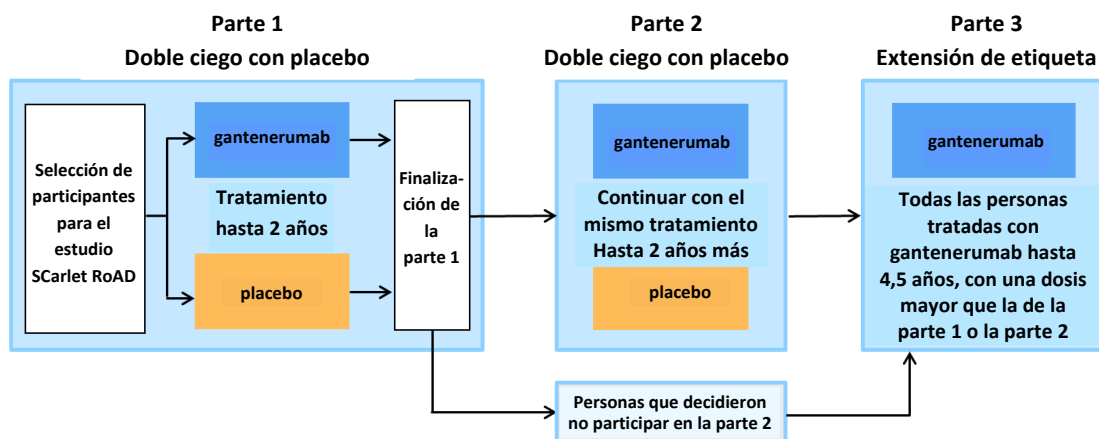 Parte 1
Doble ciego con placebo
Selección de
participantes
para el
estudio
SCarlet RoAD
gantenerumab
Tratamiento
hasta 2 años
placebo
Finaliza-
ción de
la
parte 1
Parte 2
Doble ciego con placebo
gantenerumab
Continuar con el
mismo tratamiento
Hasta 2 años más
placebo
Parte 3
Extensión de etiqueta
gantenerumab
Todas las personas
tratadas con
gantenerumab hasta
4,5 años, con una dosis
mayor que la de la
parte 1 o la parte 2
Personas que decidieron
no participar en la parte 2